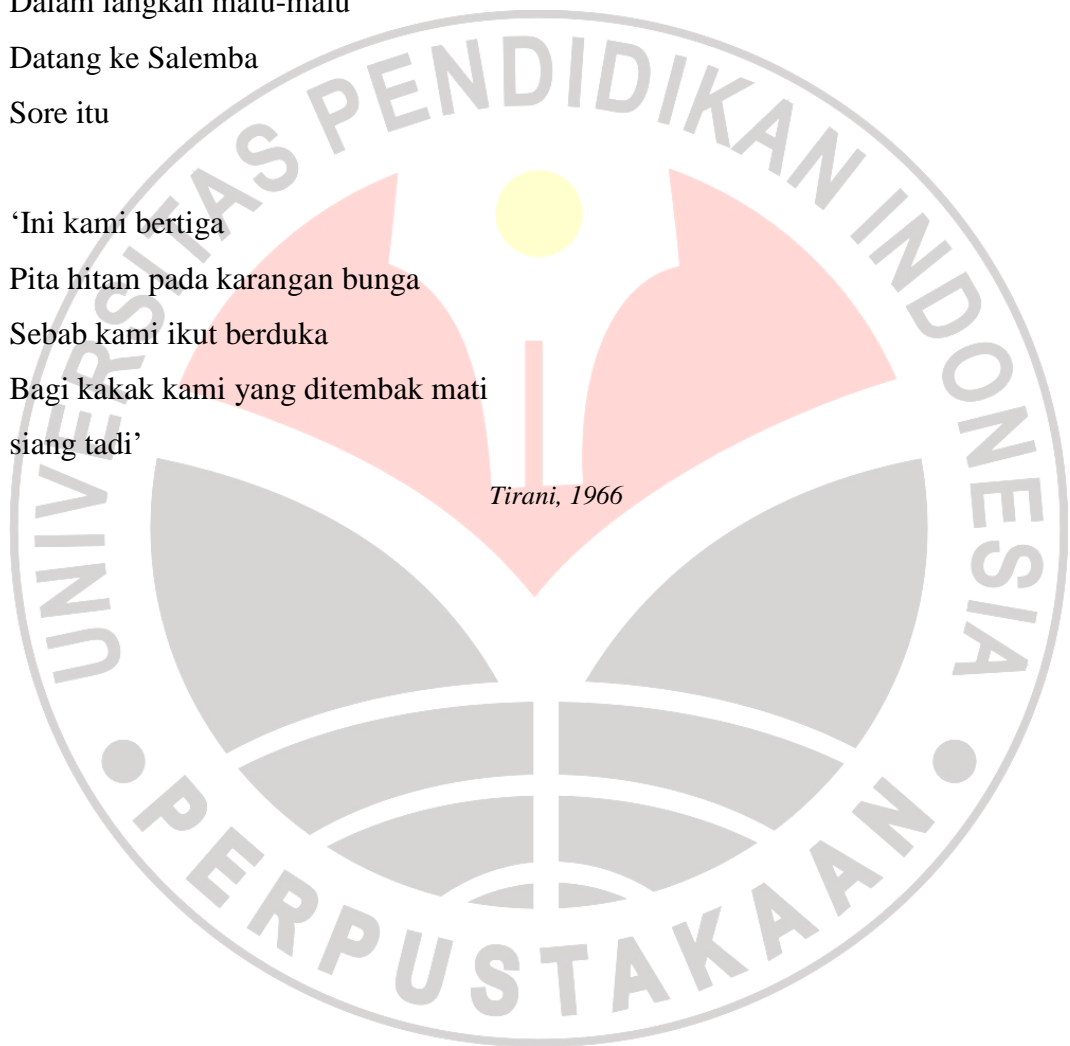 Dalam langkah malu-malu
Datang ke Salemba
Sore itu
‘Ini kami bertiga
Pita hitam pada karangan bunga
Sebab kami ikut berduka
Bagi kakak kami yang ditembak mati
siang tadi’
Tirani, 1966
UNIVERSITAS PENDIDIKAN INDONESIA
PERPUSTAKAAN